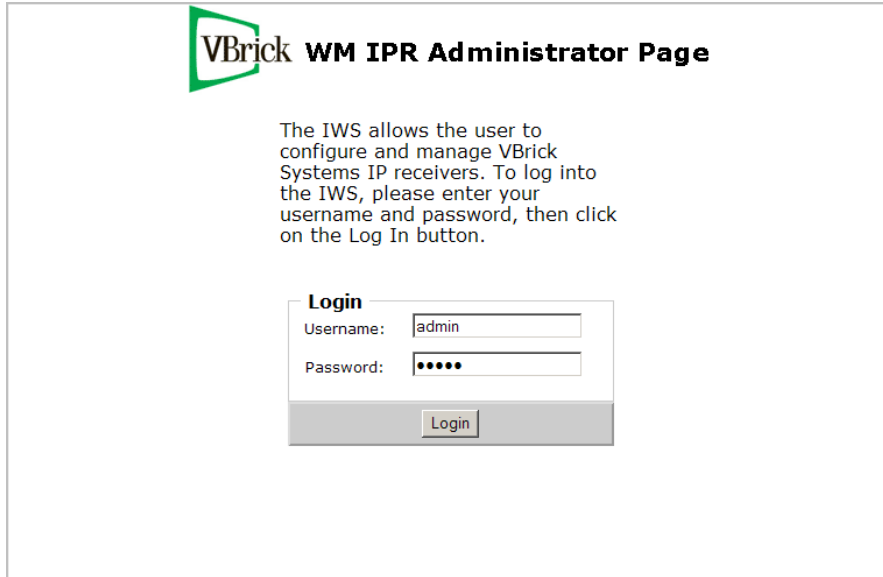 VBrick WM IPR Administrator Page
The IWS allows the user to
configure and manage VBrick
Systems IP receivers. To log into
the IWS, please enter your
username and password, then click
on the Log In button.
Login
Username: admin
Password: •••••
Login